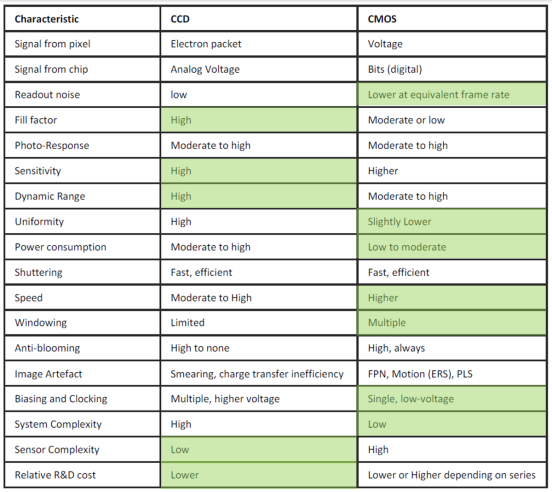 Characteristic CCD CMOS
Signal from pixel Electron packet Voltage
Signal from chip Analog Voltage Bits (digital)
Readout noise low Lower at equivalent frame rate
Fill factor High Moderate or low
Photo-Response Moderate to high Moderate to high
Sensitivity High Higher
Dynamic Range High Moderate to high
Uniformity High Slightly Lower
Power consumption Moderate to high Low to moderate
Shuttering Fast, efficient Fast, efficient
Speed Moderate to High Higher
Windowing Limited Multiple
Anti-blooming High to none High, always
Image Artefact Smearing, charge transfer inefficiency FPN, Motion (ERS), PLS
Biasing and Clocking Multiple, higher voltage Single, low-voltage
System Complexity High Low
Sensor Complexity Low High
Relative R&D cost Lower Lower or Higher depending on series